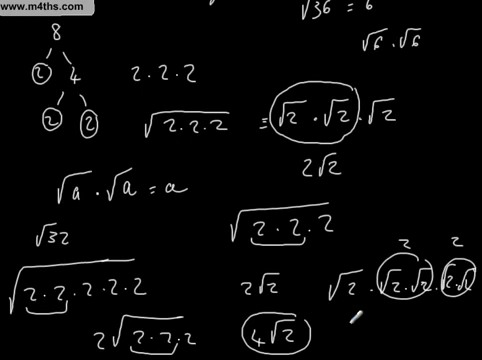 www.m4ths.com
√36 = 6
8
√6 . √6
2 4 2 . 2 . 2
2 2 √2 . 2 . 2 = √2 . √2 . √2
2√2
√a . √a = a
√32 √2 . 2 . 2
2 2
√2 . 2 . 2 . 2 . 2 2√2 √2 . √2 . √2 . √2 . √2
2√2 . 2 . 2 4√2